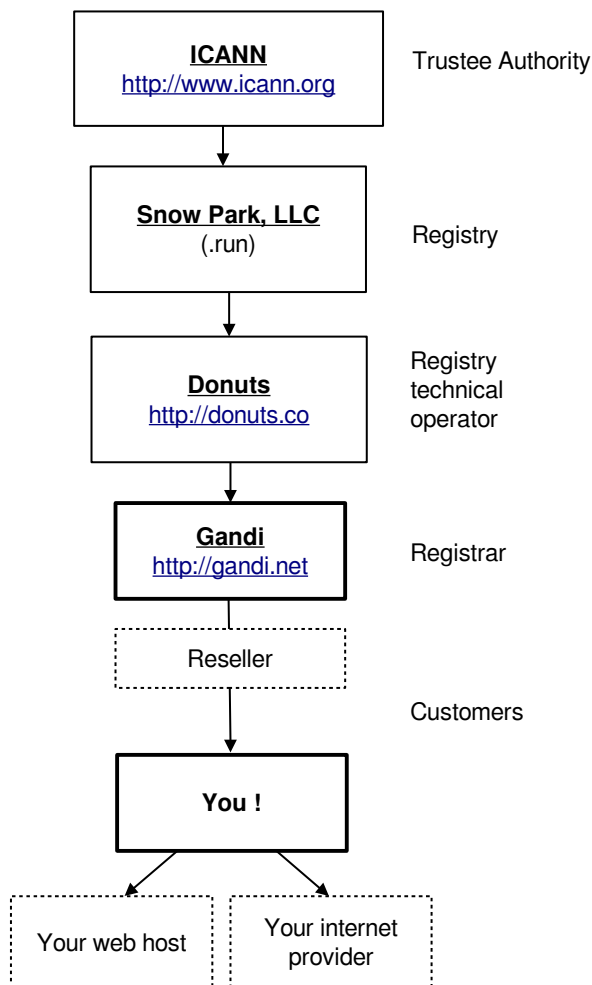 ICANN
http://www.icann.org
Trustee Authority
Snow Park, LLC
(.run)
Registry
Donuts
http://donuts.co
Registry
technical
operator
Gandi
http://gandi.net
Registrar
Reseller
Customers
You !
Your web host
Your internet
provider